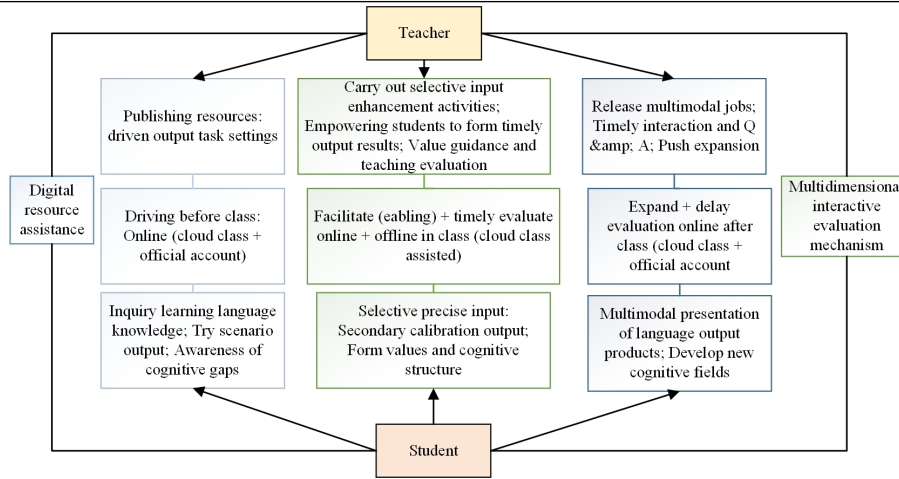 Teacher
Publishing resources:
driven output task settings
Carry out selective input
enhancement activities;
Empowering students to form timely
output results; Value guidance and
teaching evaluation
Release multimodal jobs;
Timely interaction and Q
&amp; A; Push expansion
Digital
resource
assistance
Driving before class:
Online (cloud class +
official account)
Facilitate (eabling) + timely evaluate
online + offline in class (cloud class
assisted)
Expand + delay
evaluation online after
class (cloud class +
official account
Multidimensiona
interactive
evaluation
mechanism
Inquiry learning language
knowledge; Try scenario
output; Awareness of
cognitive gaps
Selective precise input:
Secondary calibration output;
Form values and cognitive
structure
Multimodal presentation
of language output
products; Develop new
cognitive fields
Student